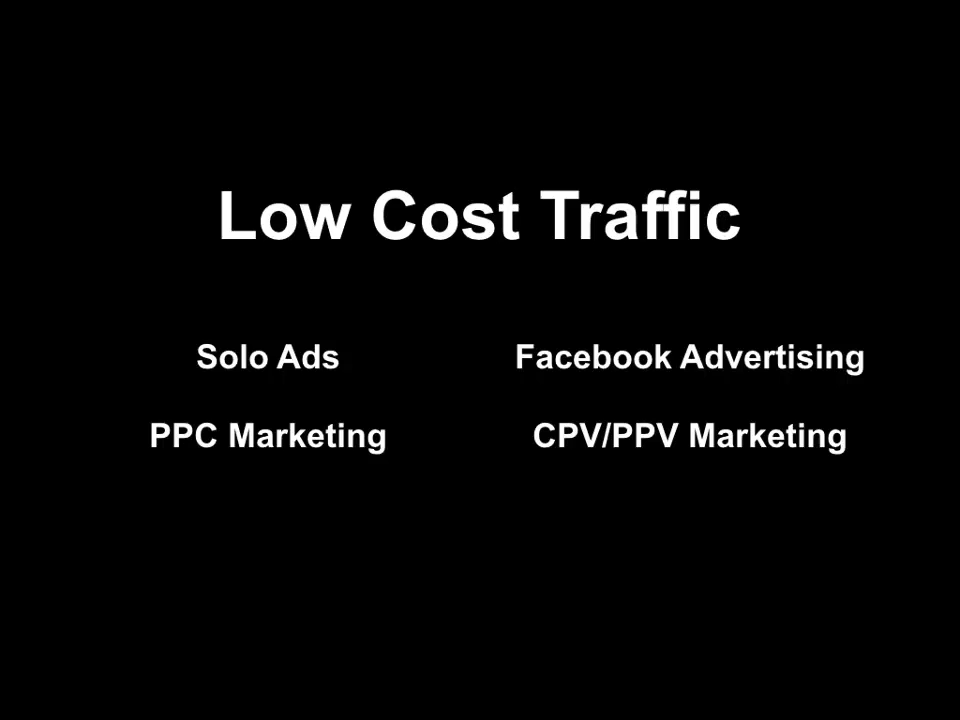 Low Cost Traffic
Solo Ads
Facebook Advertising
PPC Marketing
CPV/PPV Marketing